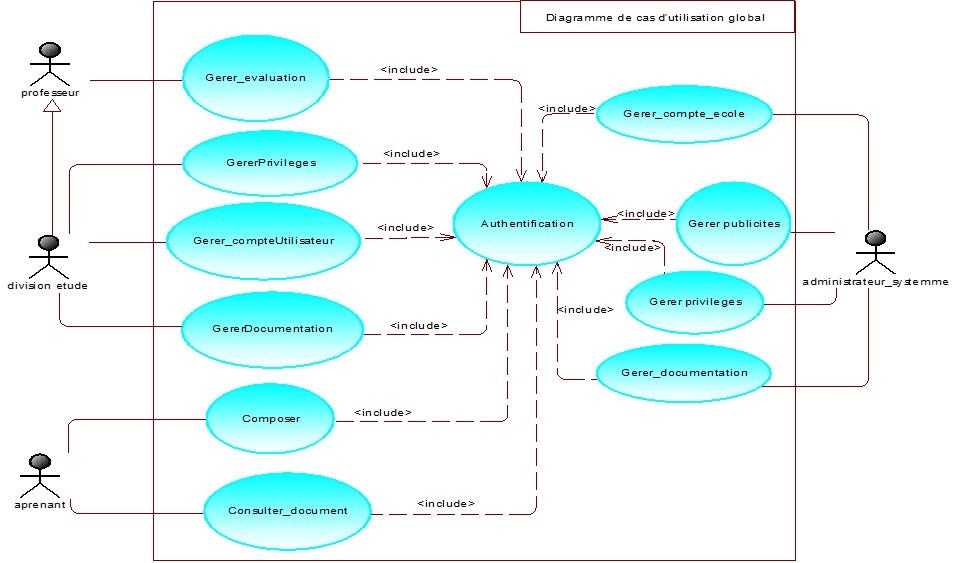 Diagramme de cas d'utilisation global
professeur
Gerer_evaluation
<include>
<include>
Gerer_compte_ecole
GererPrivileges
<include>
Authentification
<include>
Gerer publicites
Gerer_compteUtilisateur
<include>
<include>
division etude
administrateur_systemme
Gerer privileges
GererDocumentation
<include>
<include>
Gerer_documentation
Composer
<include>
aprenant
Consulter_document
<include>